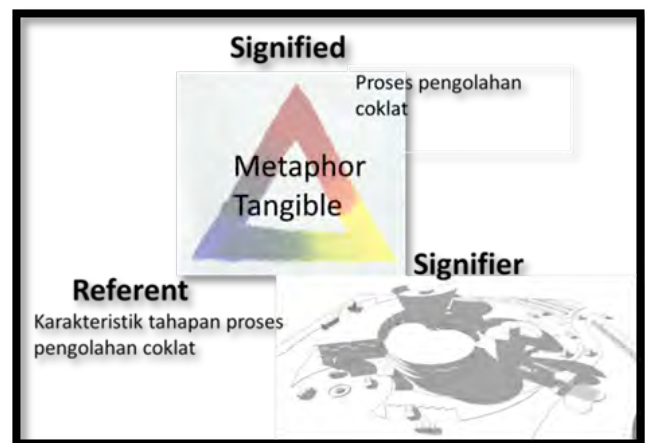 Signified
Proses pengolahan
coklat
Metaphor
Tangible
Signifier
Referent
Karakteristik tahapan proses
pengolahan coklat